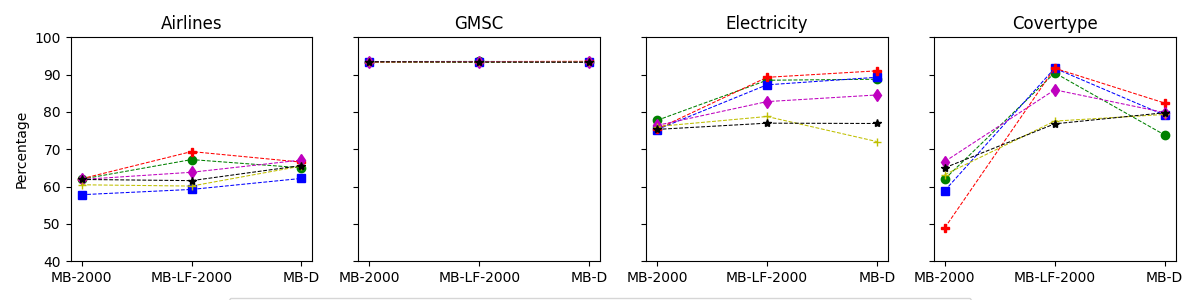 Airlines
GMSC
Electricity
Covertype
Percentage
100
90
80
70
60
50
40
MB-2000
MB-LF-2000
MB-D
MB-2000
MB-LF-2000
MB-D
MB-2000
MB-LF-2000
MB-D
MB-2000
MB-LF-2000
MB-D